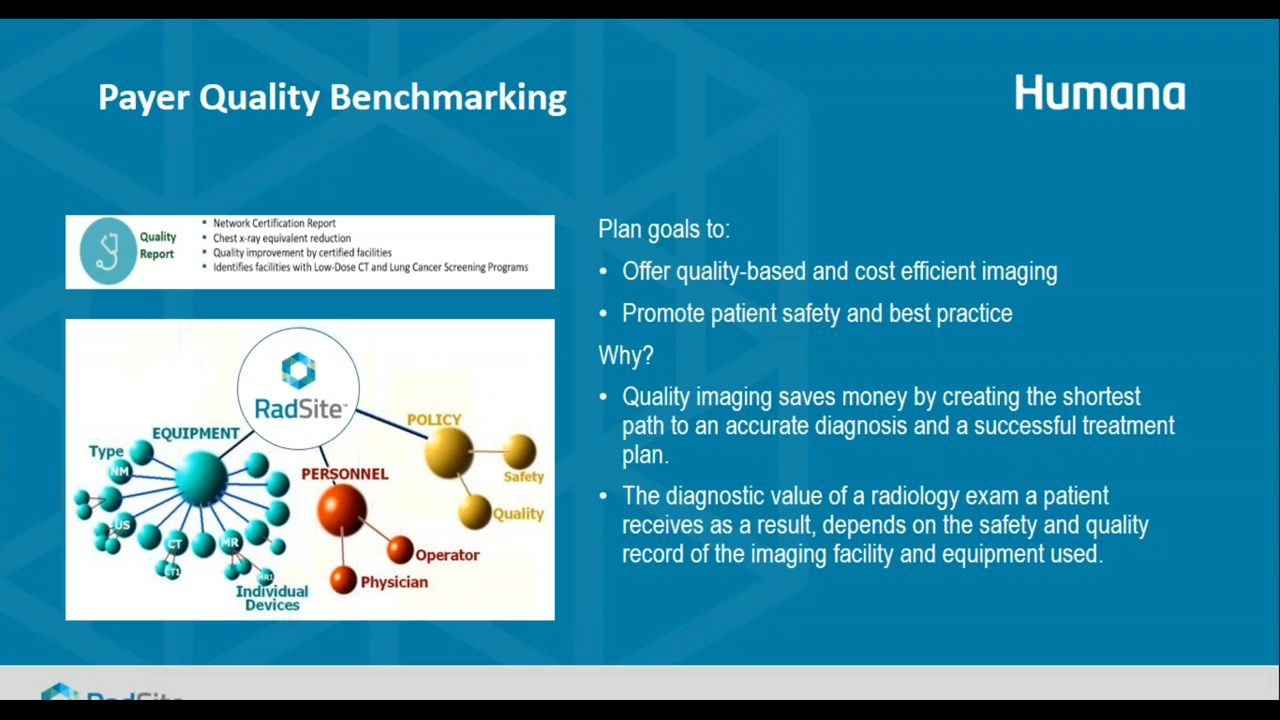 Payer Quality Benchmarking
Humana
Quality
Report
▪ Network Certification Report
▪ Chest x-ray equivalent reduction
▪ Quality improvement by certified facilities
▪ Identifies facilities with Low-Dose CT and Lung Cancer Screening Programs
RadSite™
EQUIPMENT
Type
NM
US
CT
CT1
MR
MR1
Individual
Devices
PERSONNEL
Operator
Physician
POLICY
Safety
Quality
Plan goals to:
• Offer quality-based and cost efficient imaging
• Promote patient safety and best practice
Why?
• Quality imaging saves money by creating the shortest
path to an accurate diagnosis and a successful treatment
plan.
• The diagnostic value of a radiology exam a patient
receives as a result, depends on the safety and quality
record of the imaging facility and equipment used.
RadSite